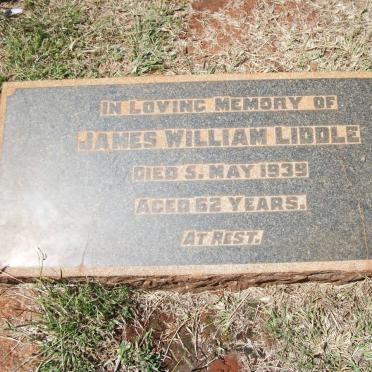 IN LOVING MEMORY OF
JAMES WILLIAM LIDDLE
DIED 5. MAY 1939
AGED 62 YEARS.
AT REST.